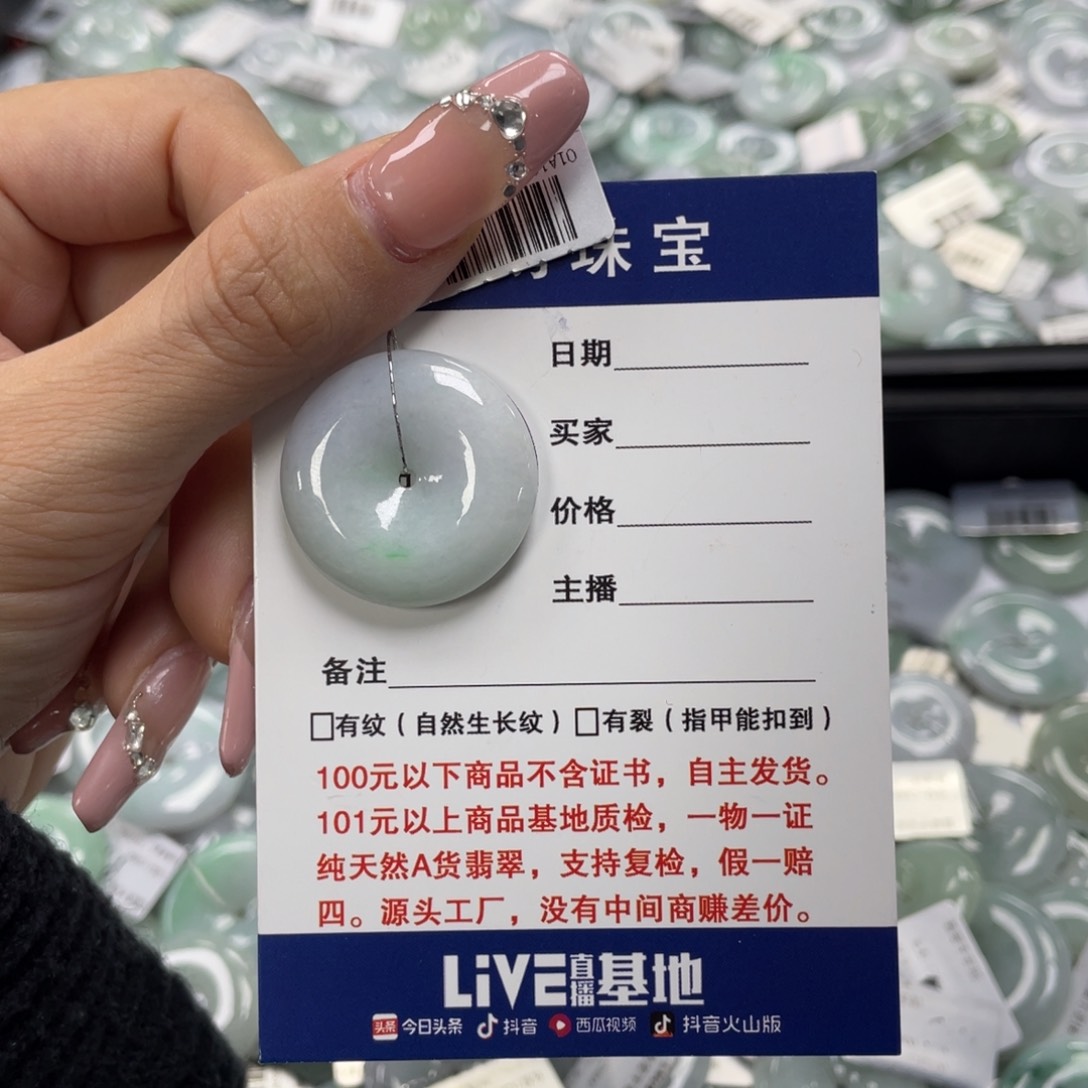 01A
珠宝
日期
买家
价格
主播
备注
□有纹（自然生长纹）□有裂（指甲能扣到）
100元以下商品不含证书，自主发货。
101元以上商品基地质检，一物一证
纯天然A货翡翠，支持复检，假一赔
四。源头工厂，没有中间商赚差价。
LiVE直播基地
头条 今日头条 抖音 西瓜视频 抖音火山版